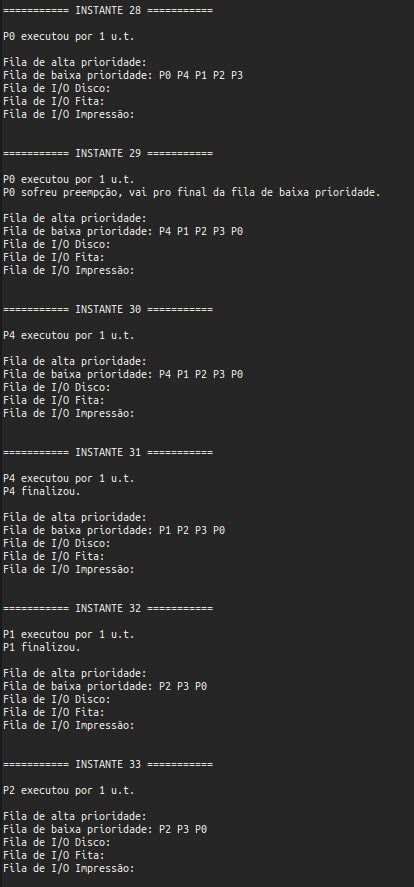 =========== INSTANTE 28 ===========
P0 executou por 1 u.t.
Fila de alta prioridade:
Fila de baixa prioridade: P0 P4 P1 P2 P3
Fila de I/O Disco:
Fila de I/O Fita:
Fila de I/O Impressão:
=========== INSTANTE 29 ===========
P0 executou por 1 u.t.
P0 sofreu preempção, vai pro final da fila de baixa prioridade.
Fila de alta prioridade:
Fila de baixa prioridade: P4 P1 P2 P3 P0
Fila de I/O Disco:
Fila de I/O Fita:
Fila de I/O Impressão:
=========== INSTANTE 30 ===========
P4 executou por 1 u.t.
Fila de alta prioridade:
Fila de baixa prioridade: P4 P1 P2 P3 P0
Fila de I/O Disco:
Fila de I/O Fita:
Fila de I/O Impressão:
=========== INSTANTE 31 ===========
P4 executou por 1 u.t.
P4 finalizou.
Fila de alta prioridade:
Fila de baixa prioridade: P1 P2 P3 P0
Fila de I/O Disco:
Fila de I/O Fita:
Fila de I/O Impressão:
=========== INSTANTE 32 ===========
P1 executou por 1 u.t.
P1 finalizou.
Fila de alta prioridade:
Fila de baixa prioridade: P2 P3 P0
Fila de I/O Disco:
Fila de I/O Fita:
Fila de I/O Impressão:
=========== INSTANTE 33 ===========
P2 executou por 1 u.t.
Fila de alta prioridade:
Fila de baixa prioridade: P2 P3 P0
Fila de I/O Disco:
Fila de I/O Fita:
Fila de I/O Impressão: